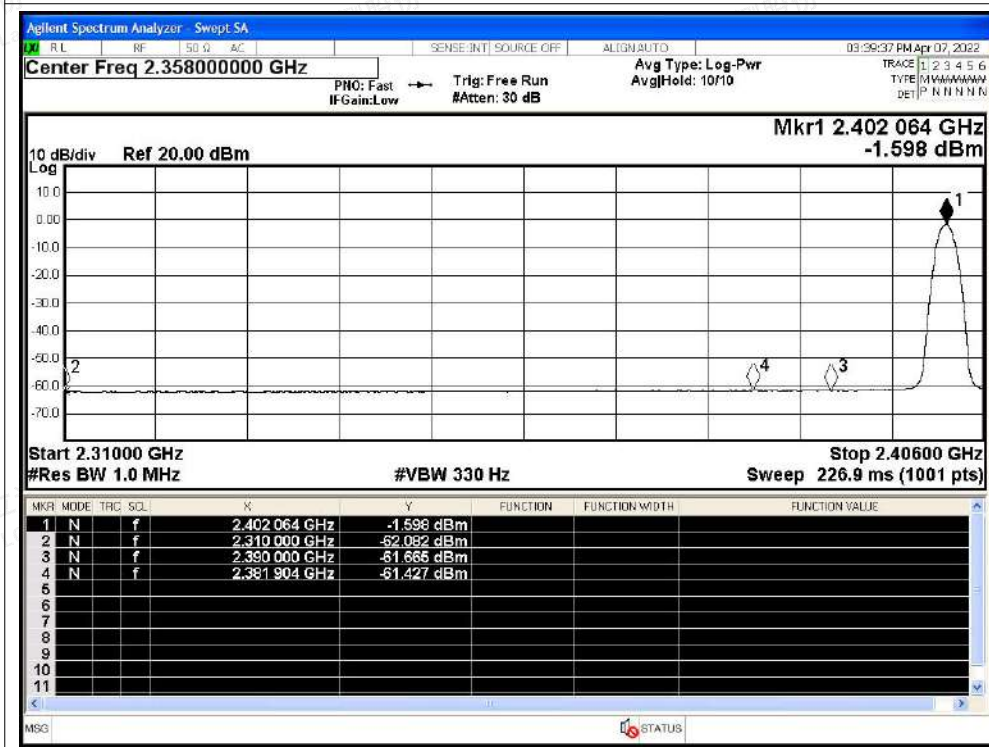 Agilent Spectrum Analyzer - Swept SA
LXI RL RF 50 Ω AC SENSE:INT SOURCE OFF ALIGN AUTO 03:39:37 PM Apr 07, 2022
Center Freq 2.358000000 GHz
PNO: Fast
IFGain:Low
Trig: Free Run
#Atten: 30 dB
Avg Type: Log-Pwr
Avg|Hold: 10/10
TRACE 1 2 3 4 5 6
TYPE M
DET P N N N N N
Mkr1 2.402 064 GHz
-1.598 dBm
10 dB/div Ref 20.00 dBm
Log
10.0
0.00
-10.0
-20.0
-30.0
-40.0
-50.0
-60.0
-70.0
1
2
4
3
Start 2.31000 GHz Stop 2.40600 GHz
#Res BW 1.0 MHz #VBW 330 Hz Sweep 226.9 ms (1001 pts)
MKR MODE TRC SCL X Y FUNCTION FUNCTION WIDTH FUNCTION VALUE
1 N f 2.402 064 GHz -1.598 dBm
2 N f 2.310 000 GHz -62.082 dBm
3 N f 2.390 000 GHz -61.665 dBm
4 N f 2.381 904 GHz -61.427 dBm
5
6
7
8
9
10
11
MSG STATUS